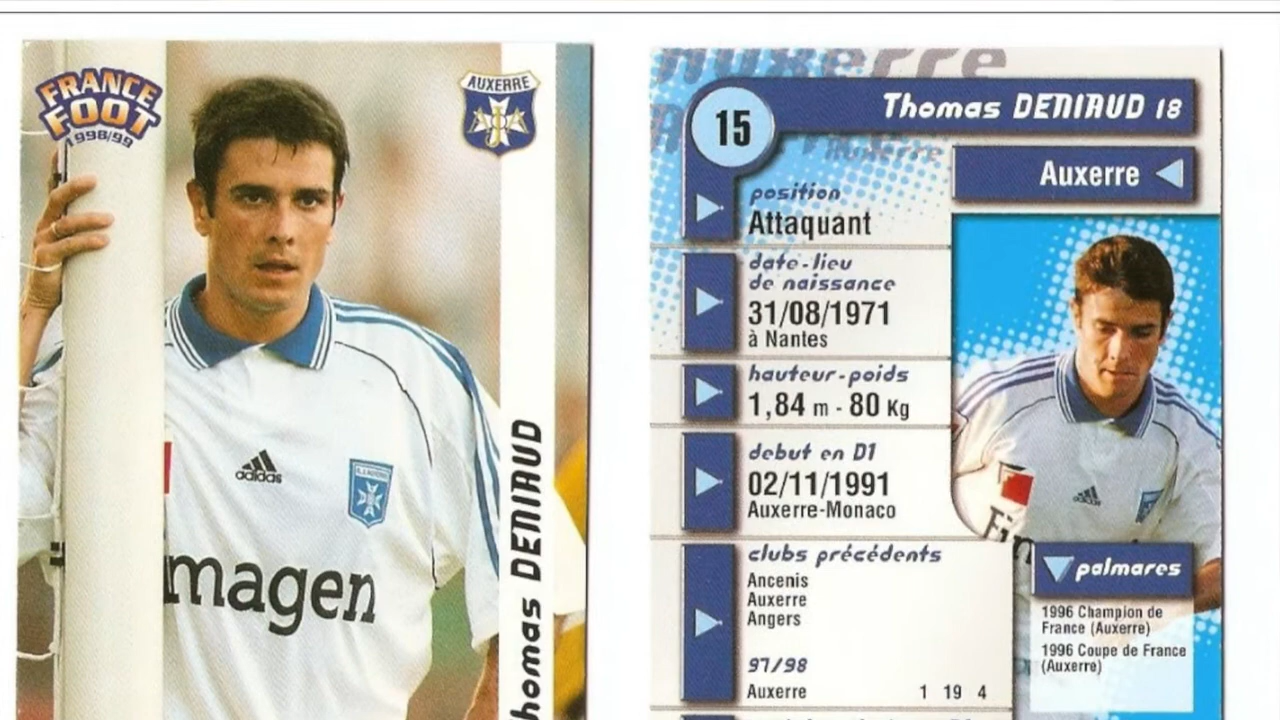 FRANCE
FOOT
1998/99
AUXERRE
adidas
magen
Thomas DENIAUD
Auxerre
Thomas DENIAUD 18
15
Auxerre
position
Attaquant
date-lieu
de naissance
31/08/1971
à Nantes
hauteur-poids
1,84 m - 80 Kg
debut en D1
02/11/1991
Auxerre-Monaco
clubs précédents
Ancenis
Auxerre
Angers
97/98
Auxerre 1 19 4
palmares
1996 Champion de
France (Auxerre)
1996 Coupe de France
(Auxerre)